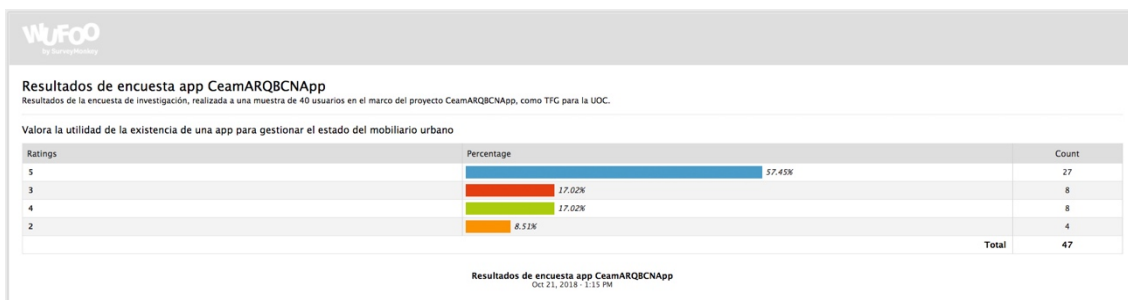 WUFOO
by SurveyMonkey
Resultados de encuesta app CeamARQBCNApp
Resultados de la encuesta de investigación, realizada a una muestra de 40 usuarios en el marco del proyecto CeamARQBCNApp, como TFG para la UOC.
Valora la utilidad de la existencia de una app para gestionar el estado del mobiliario urbano
Ratings Percentage Count
5 57.45% 27
3 17.02% 8
4 17.02% 8
2 8.51% 4
Total 47
Resultados de encuesta app CeamARQBCNApp
Oct 21, 2018 - 1:15 PM